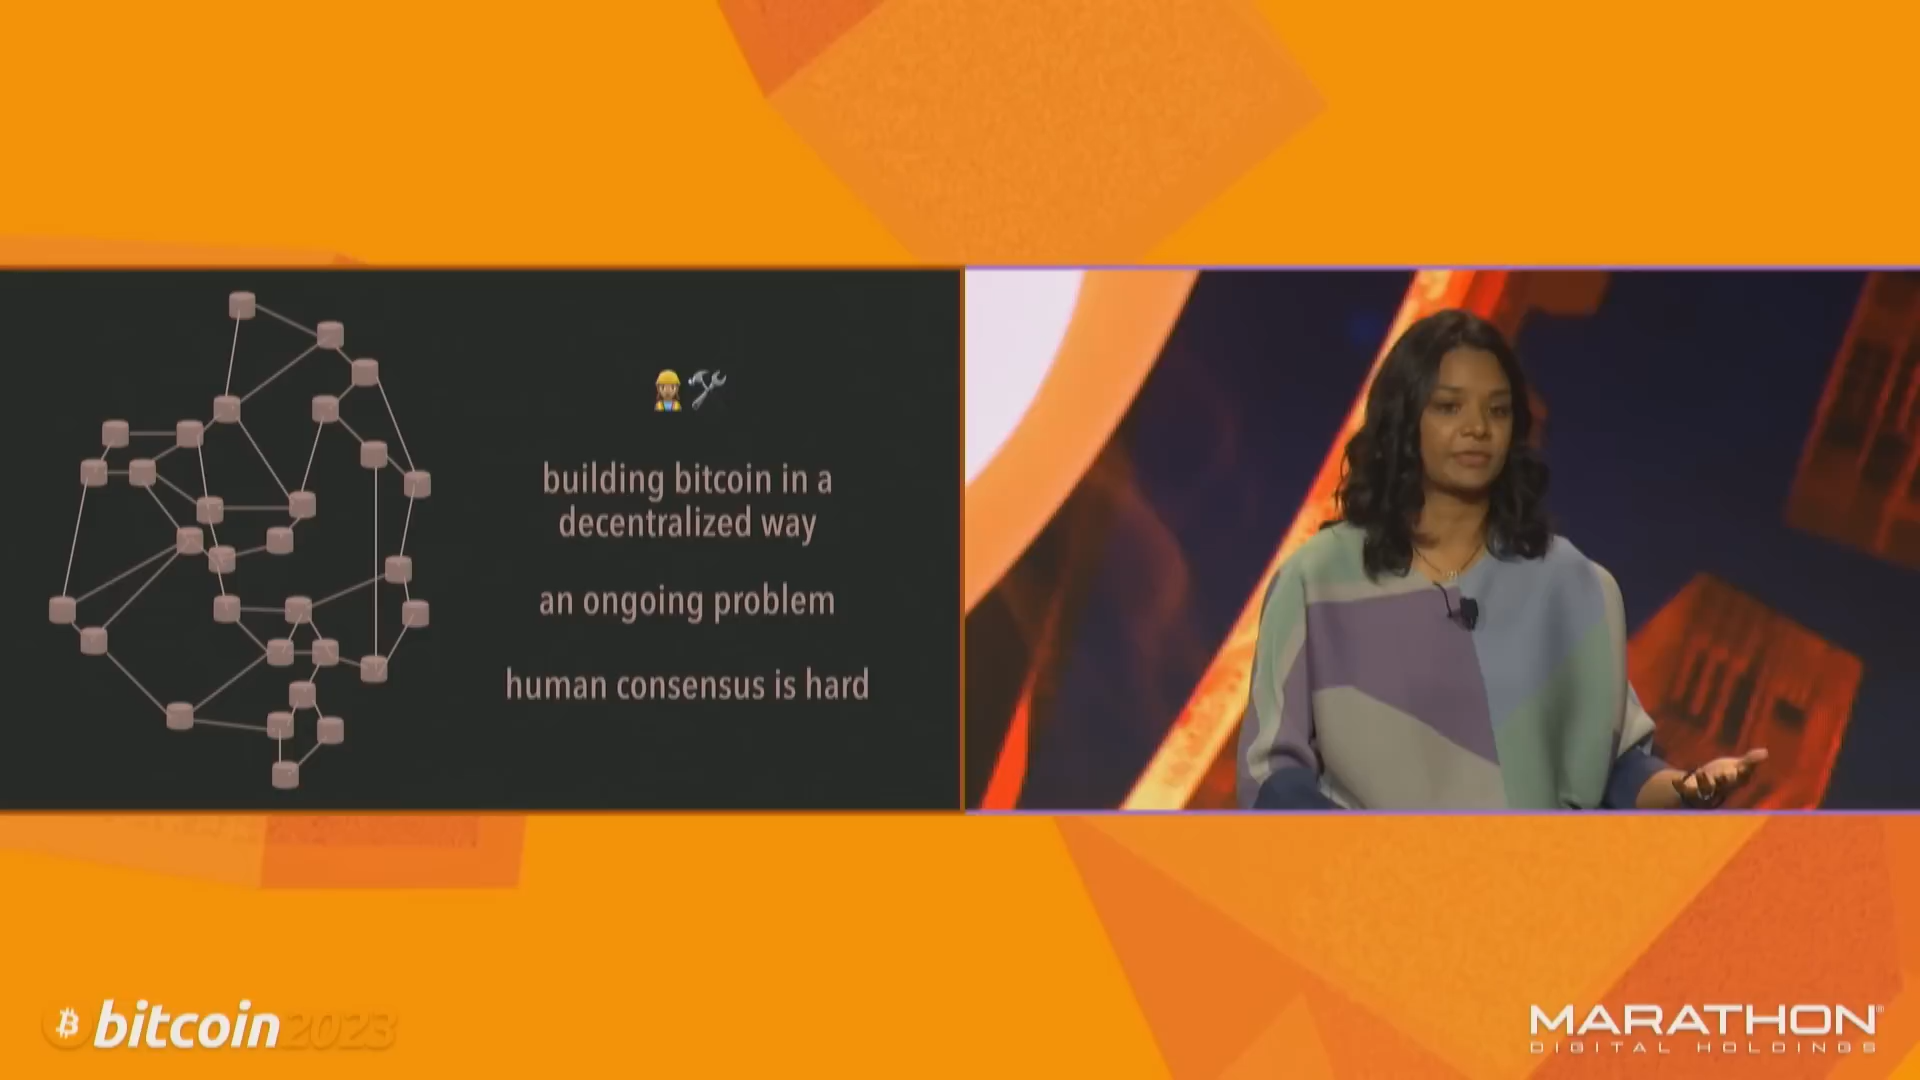 building bitcoin in a
decentralized way
an ongoing problem
human consensus is hard
bitcoin 2023
MARATHON
DIGITAL HOLDINGS